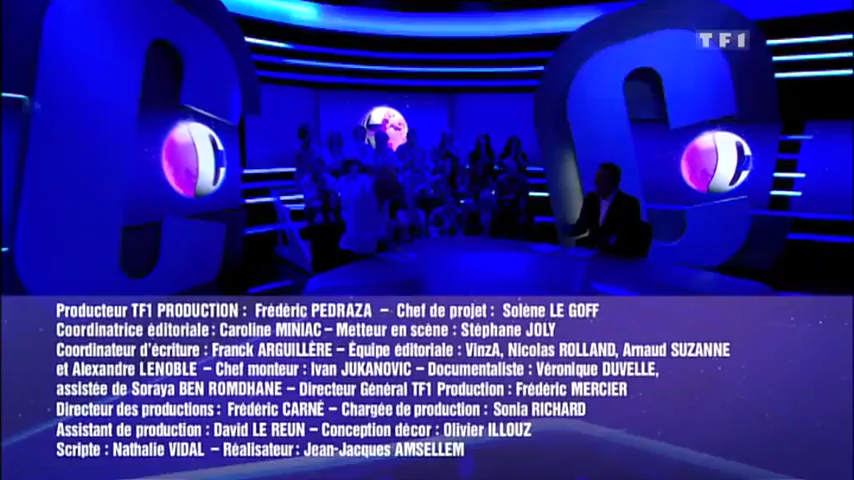 TF1
Producteur TF1 PRODUCTION : Frédéric PEDRAZA – Chef de projet : Solène LE GOFF
Coordinatrice éditoriale : Caroline MINIAC – Metteur en scène : Stéphane JOLY
Coordinateur d'écriture : Franck ARGUILLÈRE – Équipe éditoriale : VinzA, Nicolas ROLLAND, Arnaud SUZANNE
et Alexandre LENOBLE – Chef monteur : Ivan JUKANOVIC – Documentaliste : Véronique DUVELLE,
assistée de Soraya BEN ROMDHANE – Directeur Général TF1 Production : Frédéric MERCIER
Directeur des productions : Frédéric CARNÉ – Chargée de production : Sonia RICHARD
Assistant de production : David LE REUN – Conception décor : Olivier ILLOUZ
Scripte : Nathalie VIDAL – Réalisateur : Jean-Jacques AMSELLEM